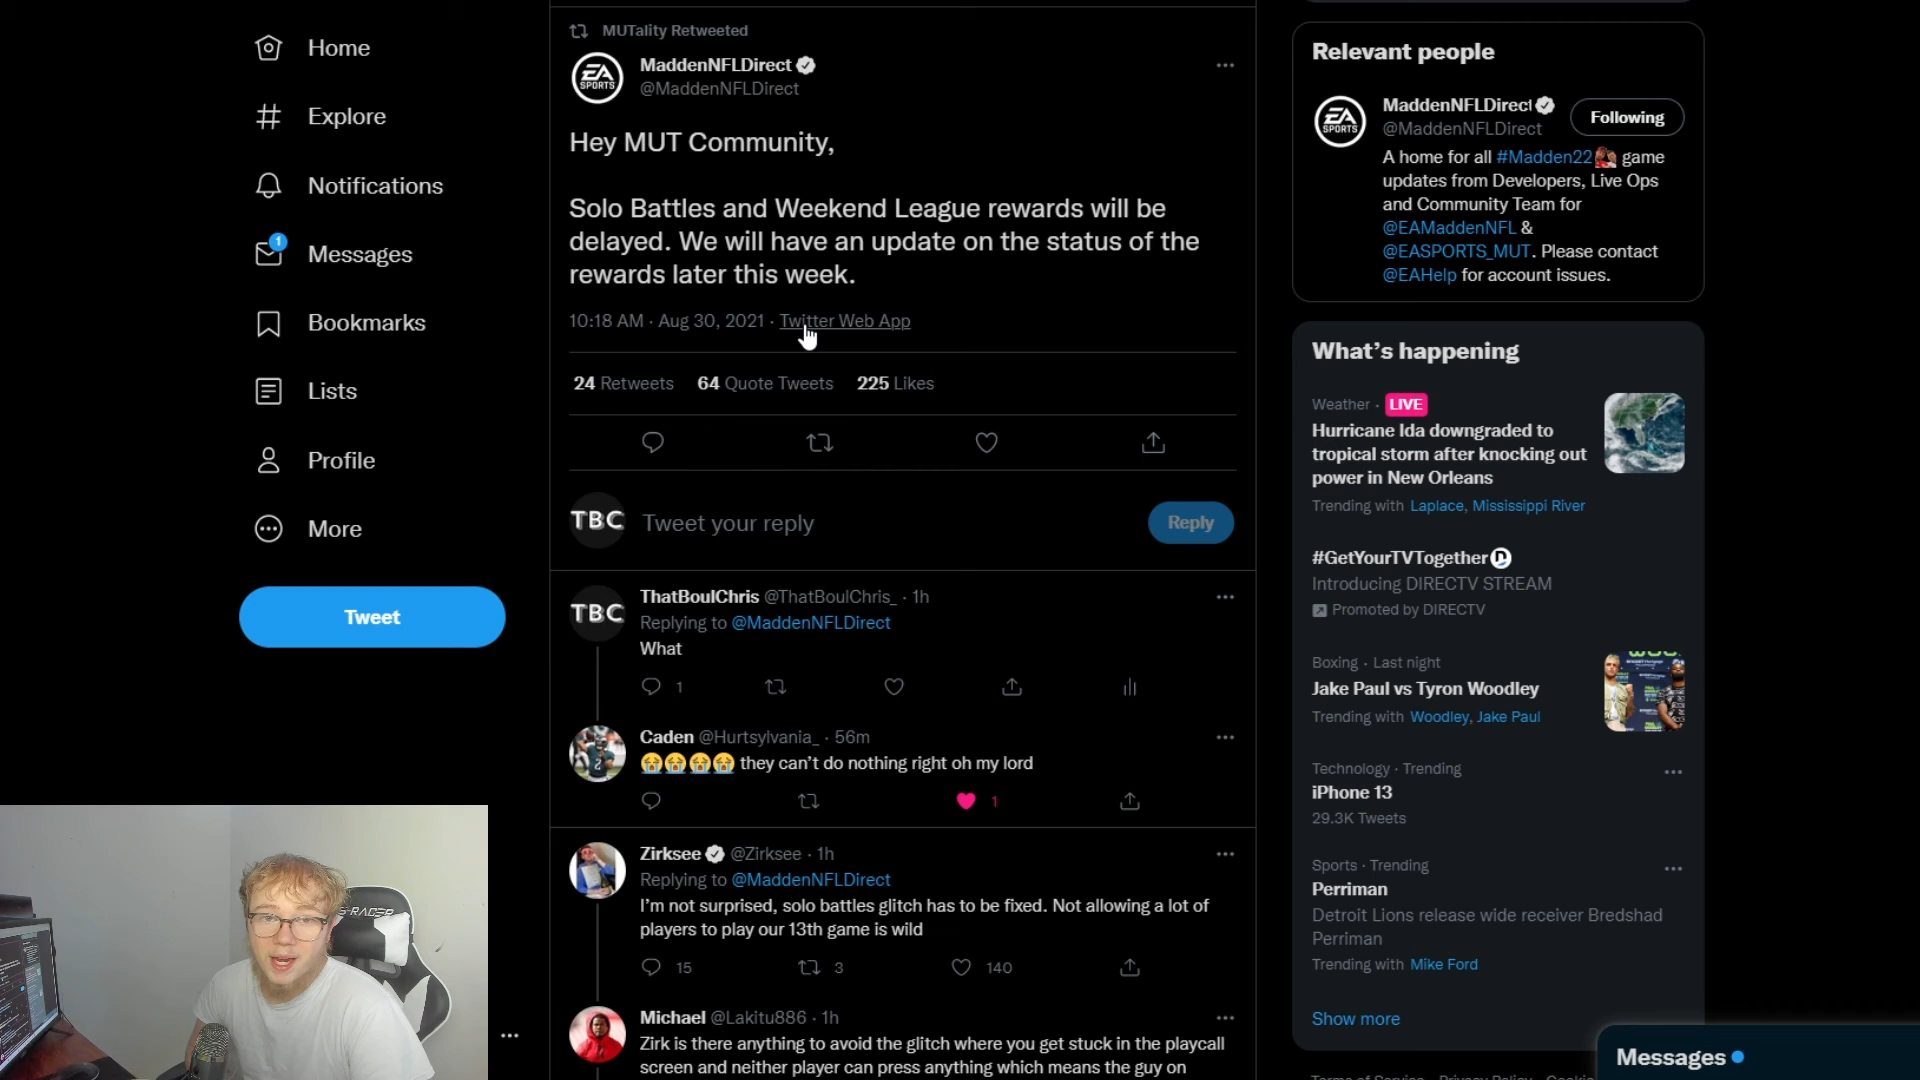 Home
Explore
Notifications
1
Messages
Bookmarks
Lists
Profile
More
Tweet
MUTality Retweeted
EA SPORTS
MaddenNFLDirect
@MaddenNFLDirect
Hey MUT Community,
Solo Battles and Weekend League rewards will be
delayed. We will have an update on the status of the
rewards later this week.
10:18 AM · Aug 30, 2021 · Twitter Web App
24 Retweets 64 Quote Tweets 225 Likes
TBC Tweet your reply Reply
TBC
ThatBoulChris @ThatBoulChris_ · 1h
Replying to @MaddenNFLDirect
What
1
Caden @Hurtsylvania_ · 56m
😭😭😭😭 they can't do nothing right oh my lord
1
Zirksee @Zirksee · 1h
Replying to @MaddenNFLDirect
I'm not surprised, solo battles glitch has to be fixed. Not allowing a lot of
players to play our 13th game is wild
15 3 140
Michael @Lakitu886 · 1h
Zirk is there anything to avoid the glitch where you get stuck in the playcall
screen and neither player can press anything which means the guy on
Relevant people
EA SPORTS
MaddenNFLDirect
@MaddenNFLDirect
Following
A home for all #Madden22 game
updates from Developers, Live Ops
and Community Team for
@EAMaddenNFL &
@EASPORTS_MUT. Please contact
@EAHelp for account issues.
What's happening
Weather · LIVE
Hurricane Ida downgraded to
tropical storm after knocking out
power in New Orleans
Trending with Laplace, Mississippi River
#GetYourTVTogether
Introducing DIRECTV STREAM
Promoted by DIRECTV
Boxing · Last night
Jake Paul vs Tyron Woodley
Trending with Woodley, Jake Paul
Technology · Trending
iPhone 13
29.3K Tweets
Sports · Trending
Perriman
Detroit Lions release wide receiver Bredshad
Perriman
Trending with Mike Ford
Show more
Messages